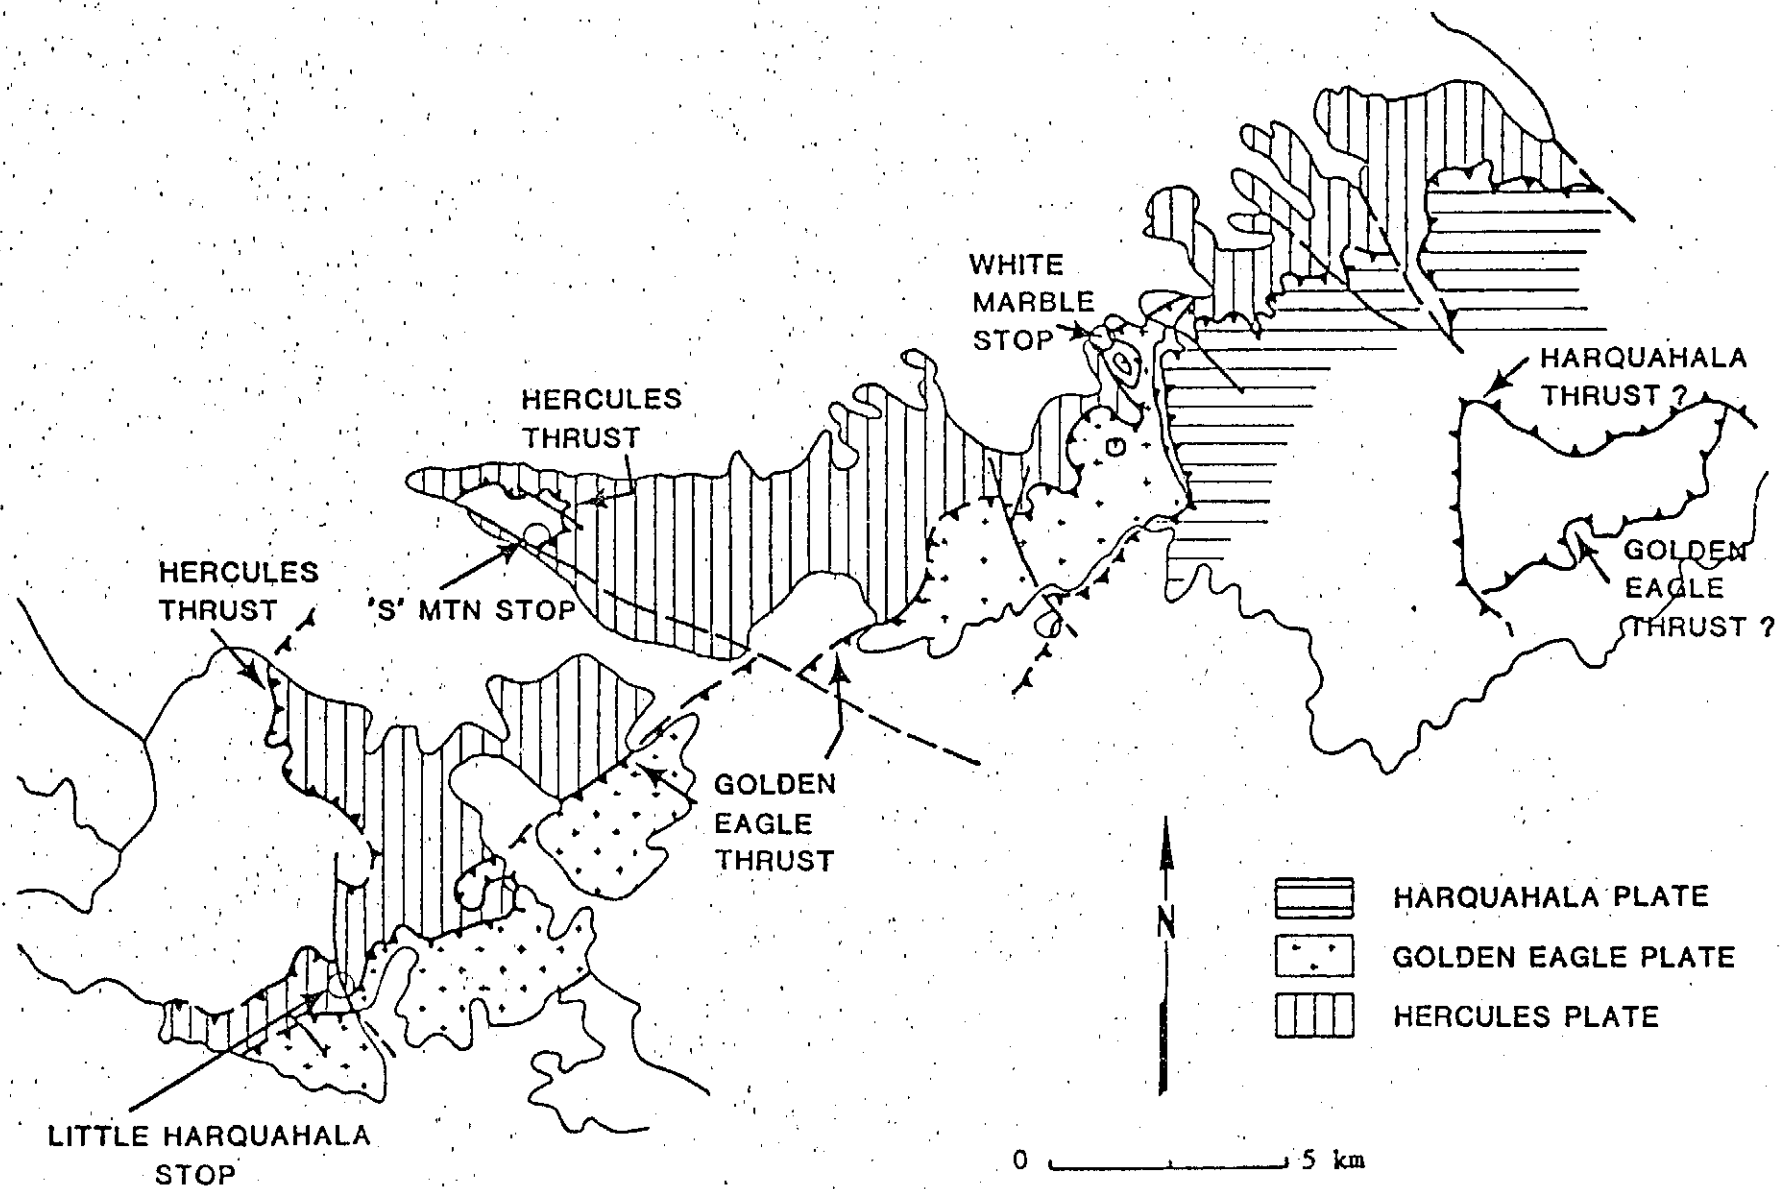 WHITE
MARBLE
STOP
HARQUAHALA
THRUST ?
HERCULES
THRUST
GOLDEN
EAGLE
THRUST ?
HERCULES
THRUST
'S' MTN STOP
GOLDEN
EAGLE
THRUST
N
HARQUAHALA PLATE
GOLDEN EAGLE PLATE
HERCULES PLATE
LITTLE HARQUAHALA
STOP
0 5 km